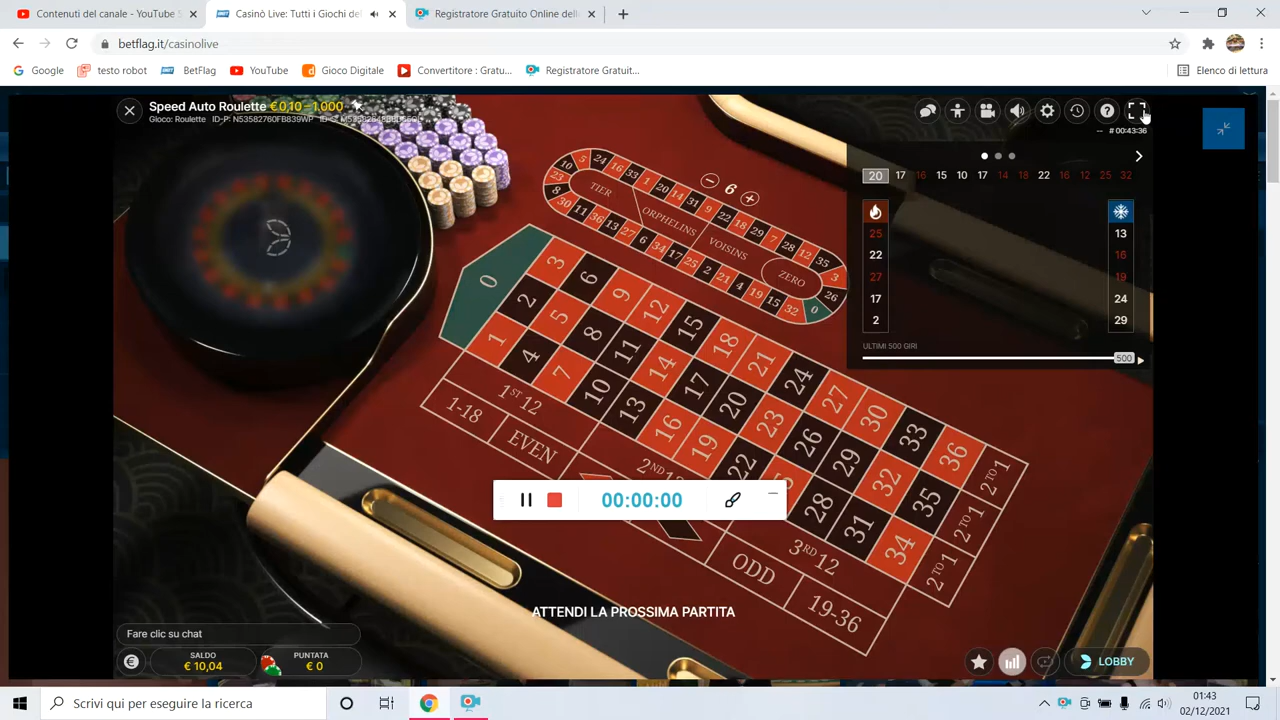 Contenuti del canale - YouTube S
Casinò Live: Tutti i Giochi de
Registratore Gratuito Online dell
betflag.it/casinolive
Google
testo robot
BetFlag
YouTube
Gioco Digitale
Convertitore : Gratu...
Registratore Gratuit...
Elenco di lettura
Speed Auto Roulette €0,10 – 1.000
Gioco: Roulette
-- # 00:43:36
20 17 16 15 10 17 14 18 22 16 12 25 32
25 13
22 16
27 19
17 24
2 29
ULTIMI 500 GIRI
500
6
10 5 24 16 33 1 20 14 31 9 22 18 29 7 28 12 35 3
23 26
8 30 11 36 13 27 6 34 17 25 2 21 4 19 15 32 0
TIER ORPHELINS VOISINS ZERO
0
3 6 9 12 15 18 21 24 27 30 33 36 2 TO 1
2 5 8 11 14 17 20 23 26 29 32 35 2 TO 1
1 4 7 10 13 16 19 22 28 31 34 2 TO 1
1ST 12 3RD 12
1-18 EVEN ODD 19-36
00:00:00
ATTENDI LA PROSSIMA PARTITA
Fare clic su chat
SALDO
€ 10,04
PUNTATA
€ 0
LOBBY
Scrivi qui per eseguire la ricerca
01:43
02/12/2021